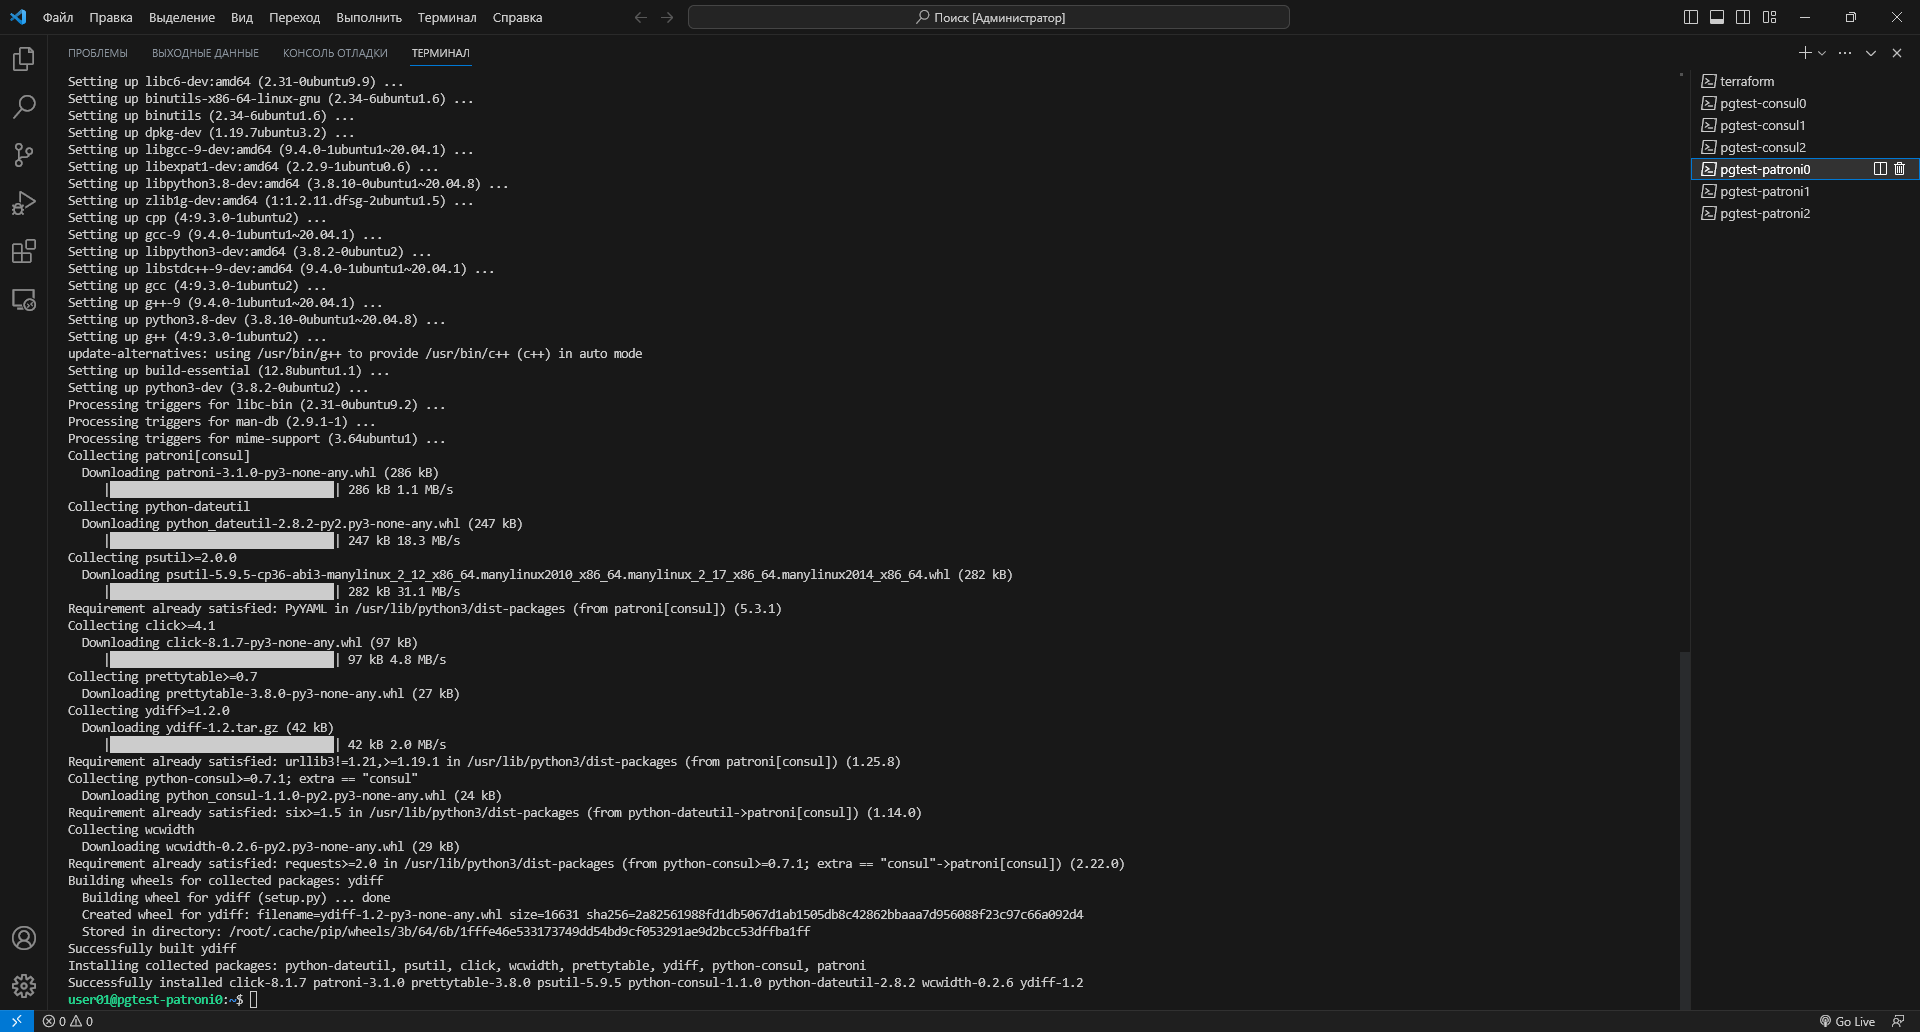 Файл Правка Выделение Вид Переход Выполнить Терминал Справка
Поиск [Администратор]
ПРОБЛЕМЫ ВЫХОДНЫЕ ДАННЫЕ КОНСОЛЬ ОТЛАДКИ ТЕРМИНАЛ
Setting up libc6-dev:amd64 (2.31-0ubuntu9.9) ...
Setting up binutils-x86-64-linux-gnu (2.34-6ubuntu1.6) ...
Setting up binutils (2.34-6ubuntu1.6) ...
Setting up dpkg-dev (1.19.7ubuntu3.2) ...
Setting up libgcc-9-dev:amd64 (9.4.0-1ubuntu1~20.04.1) ...
Setting up libexpat1-dev:amd64 (2.2.9-1ubuntu0.6) ...
Setting up libpython3.8-dev:amd64 (3.8.10-0ubuntu1~20.04.8) ...
Setting up zlib1g-dev:amd64 (1:1.2.11.dfsg-2ubuntu1.5) ...
Setting up cpp (4:9.3.0-1ubuntu2) ...
Setting up gcc-9 (9.4.0-1ubuntu1~20.04.1) ...
Setting up libpython3-dev:amd64 (3.8.2-0ubuntu2) ...
Setting up libstdc++-9-dev:amd64 (9.4.0-1ubuntu1~20.04.1) ...
Setting up gcc (4:9.3.0-1ubuntu2) ...
Setting up g++-9 (9.4.0-1ubuntu1~20.04.1) ...
Setting up python3.8-dev (3.8.10-0ubuntu1~20.04.8) ...
Setting up g++ (4:9.3.0-1ubuntu2) ...
update-alternatives: using /usr/bin/g++ to provide /usr/bin/c++ (c++) in auto mode
Setting up build-essential (12.8ubuntu1.1) ...
Setting up python3-dev (3.8.2-0ubuntu2) ...
Processing triggers for libc-bin (2.31-0ubuntu9.2) ...
Processing triggers for man-db (2.9.1-1) ...
Processing triggers for mime-support (3.64ubuntu1) ...
Collecting patroni[consul]
Downloading patroni-3.1.0-py3-none-any.whl (286 kB)
| | 286 kB 1.1 MB/s
Collecting python-dateutil
Downloading python_dateutil-2.8.2-py2.py3-none-any.whl (247 kB)
| | 247 kB 18.3 MB/s
Collecting psutil>=2.0.0
Downloading psutil-5.9.5-cp36-abi3-manylinux_2_12_x86_64.manylinux2010_x86_64.manylinux_2_17_x86_64.manylinux2014_x86_64.whl (282 kB)
| | 282 kB 31.1 MB/s
Requirement already satisfied: PyYAML in /usr/lib/python3/dist-packages (from patroni[consul]) (5.3.1)
Collecting click>=4.1
Downloading click-8.1.7-py3-none-any.whl (97 kB)
| | 97 kB 4.8 MB/s
Collecting prettytable>=0.7
Downloading prettytable-3.8.0-py3-none-any.whl (27 kB)
Collecting ydiff>=1.2.0
Downloading ydiff-1.2.tar.gz (42 kB)
| | 42 kB 2.0 MB/s
Requirement already satisfied: urllib3!=1.21,>=1.19.1 in /usr/lib/python3/dist-packages (from patroni[consul]) (1.25.8)
Collecting python-consul>=0.7.1; extra == "consul"
Downloading python_consul-1.1.0-py2.py3-none-any.whl (24 kB)
Requirement already satisfied: six>=1.5 in /usr/lib/python3/dist-packages (from python-dateutil->patroni[consul]) (1.14.0)
Collecting wcwidth
Downloading wcwidth-0.2.6-py2.py3-none-any.whl (29 kB)
Requirement already satisfied: requests>=2.0 in /usr/lib/python3/dist-packages (from python-consul>=0.7.1; extra == "consul"->patroni[consul]) (2.22.0)
Building wheels for collected packages: ydiff
Building wheel for ydiff (setup.py) ... done
Created wheel for ydiff: filename=ydiff-1.2-py3-none-any.whl size=16631 sha256=2a82561988fd1db5067d1ab1505db8c42862bbaaa7d956088f23c97c66a092d4
Stored in directory: /root/.cache/pip/wheels/3b/64/6b/1fffe46e533173749dd54bd9cf053291ae9d2bcc53dffba1ff
Successfully built ydiff
Installing collected packages: python-dateutil, psutil, click, wcwidth, prettytable, ydiff, python-consul, patroni
Successfully installed click-8.1.7 patroni-3.1.0 prettytable-3.8.0 psutil-5.9.5 python-consul-1.1.0 python-dateutil-2.8.2 wcwidth-0.2.6 ydiff-1.2
user01@pgtest-patroni0:~$
terraform
pgtest-consul0
pgtest-consul1
pgtest-consul2
pgtest-patroni0
pgtest-patroni1
pgtest-patroni2
0 0
Go Live